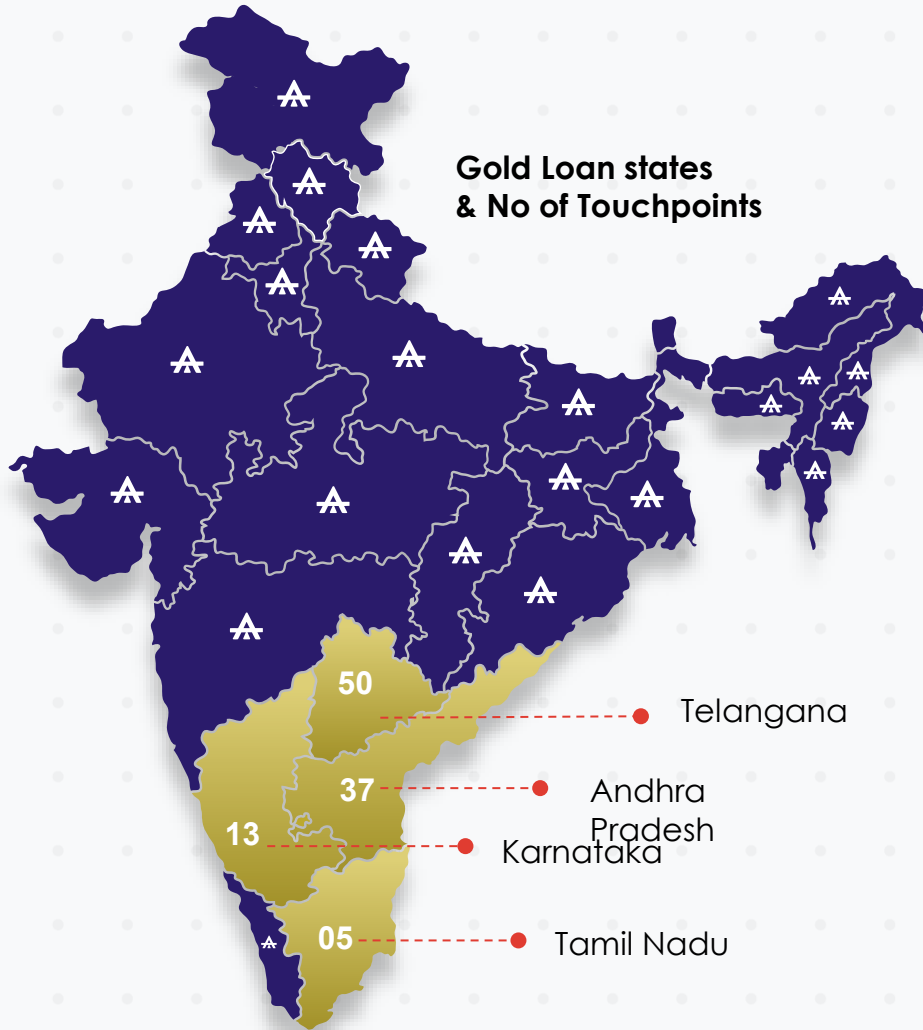 Gold Loan states
& No of Touchpoints
50
Telangana
37
Andhra
Pradesh
13
Karnataka
05
Tamil Nadu